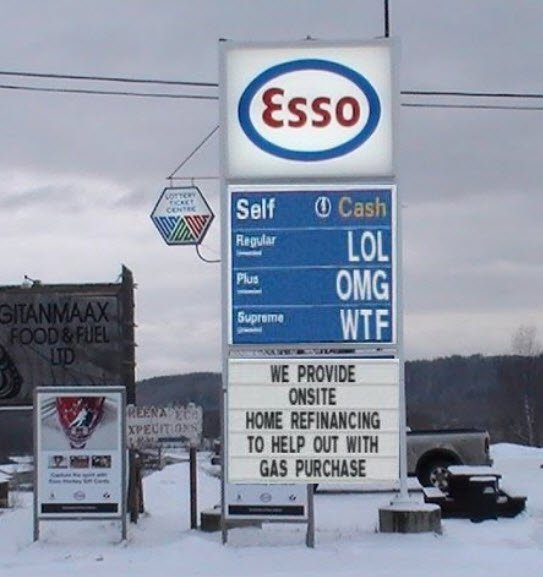 Esso
LOTTERY
TICKET
CENTRE
Self Cash
Regular LOL
Plus OMG
Supreme WTF
WE PROVIDE
ONSITE
HOME REFINANCING
TO HELP OUT WITH
GAS PURCHASE
GITANMAAX
FOOD & FUEL
LTD